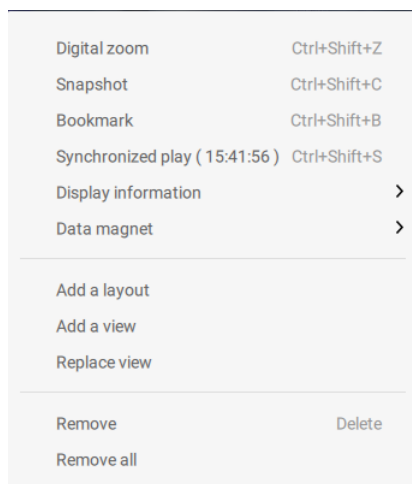 Digital zoom Ctrl+Shift+Z
Snapshot Ctrl+Shift+C
Bookmark Ctrl+Shift+B
Synchronized play ( 15:41:56 ) Ctrl+Shift+S
Display information
Data magnet
Add a layout
Add a view
Replace view
Remove Delete
Remove all